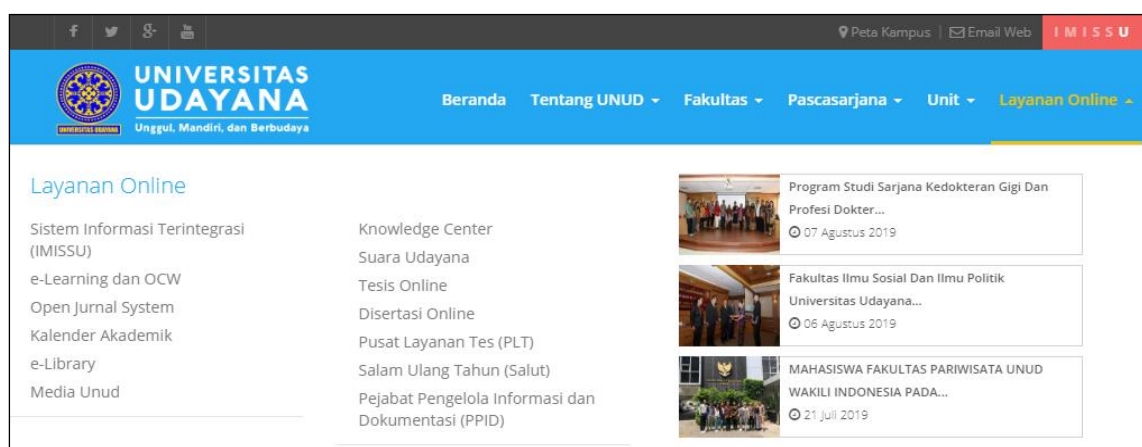 Peta Kampus | Email Web IMISSU
UNIVERSITAS
UDAYANA
Unggul, Mandiri, dan Berbudaya
UNIVERSITAS UDAYANA
Beranda Tentang UNUD Fakultas Pascasarjana Unit Layanan Online
Layanan Online
Sistem Informasi Terintegrasi
(IMISSU)
e-Learning dan OCW
Open Jurnal System
Kalender Akademik
e-Library
Media Unud
Knowledge Center
Suara Udayana
Tesis Online
Disertasi Online
Pusat Layanan Tes (PLT)
Salam Ulang Tahun (Salut)
Pejabat Pengelola Informasi dan
Dokumentasi (PPID)
Program Studi Sarjana Kedokteran Gigi Dan
Profesi Dokter...
07 Agustus 2019
Fakultas Ilmu Sosial Dan Ilmu Politik
Universitas Udayana...
06 Agustus 2019
MAHASISWA FAKULTAS PARIWISATA UNUD
WAKILI INDONESIA PADA...
21 Juli 2019